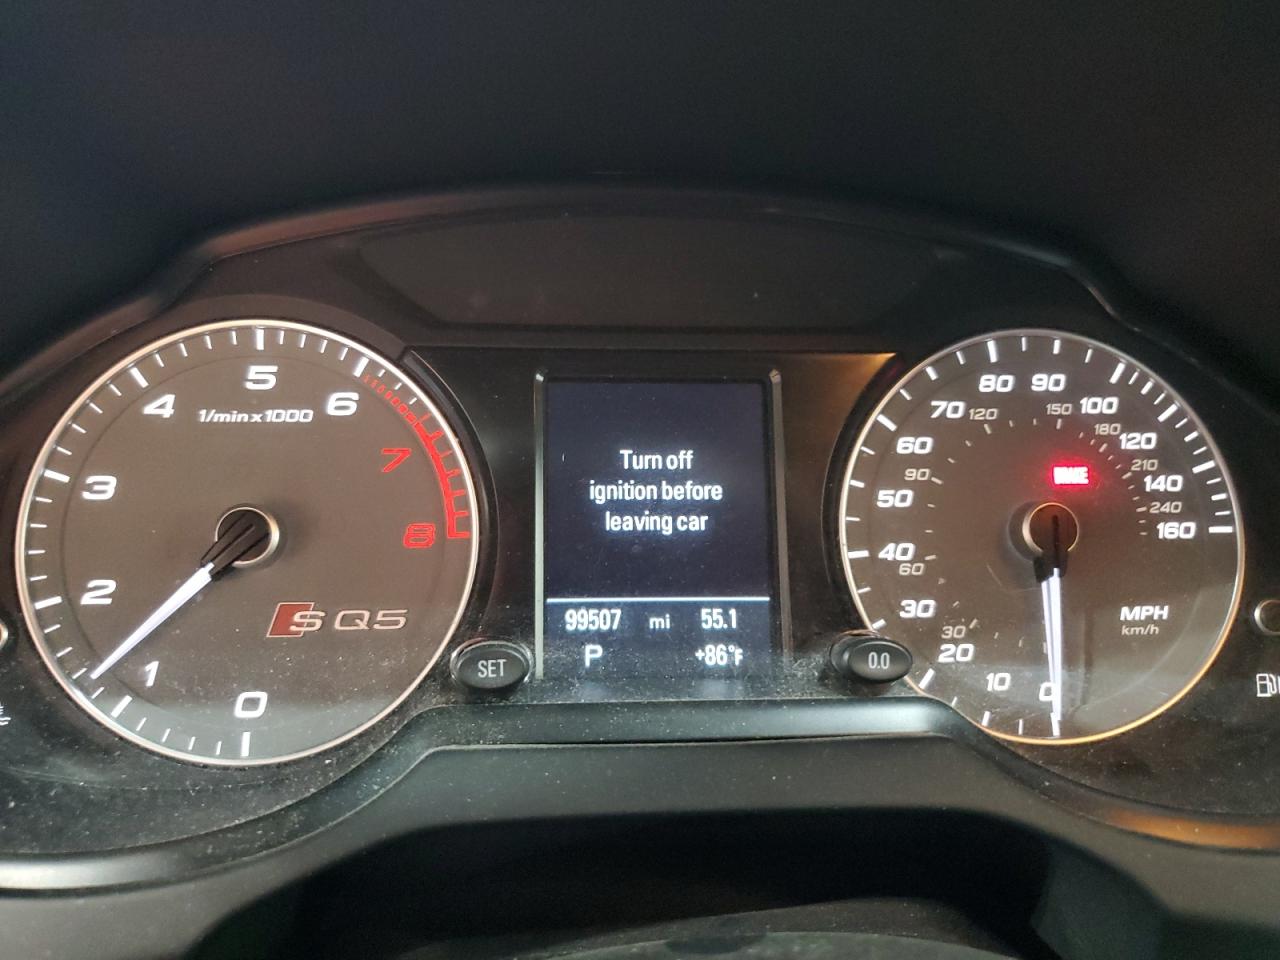 0
1
2
3
4
5
6
7
8
1/min x 1000
SQ5
Turn off
ignition before
leaving car
99507 mi 55.1
P +86°F
SET
0.0
0
10
20
30
40
50
60
70
80
90
100
120
140
160
30
60
90
120
150
180
210
240
BRAKE
MPH
km/h